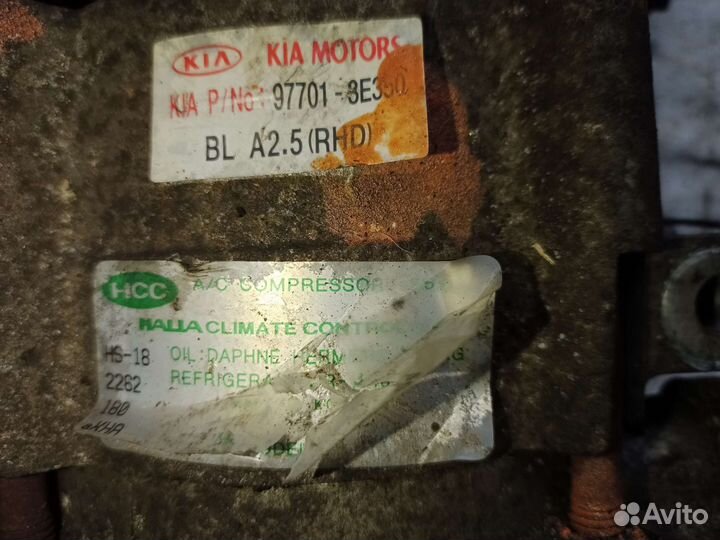 KIA KIA MOTORS
KIA P/No 97701-3E350
BL A2.5(RHD)
HCC A/C COMPRESSOR
HALLA CLIMATE CONTROL
HS-18 OIL:DAPHNE HERM
2262 REFRIGERA
180
Avito